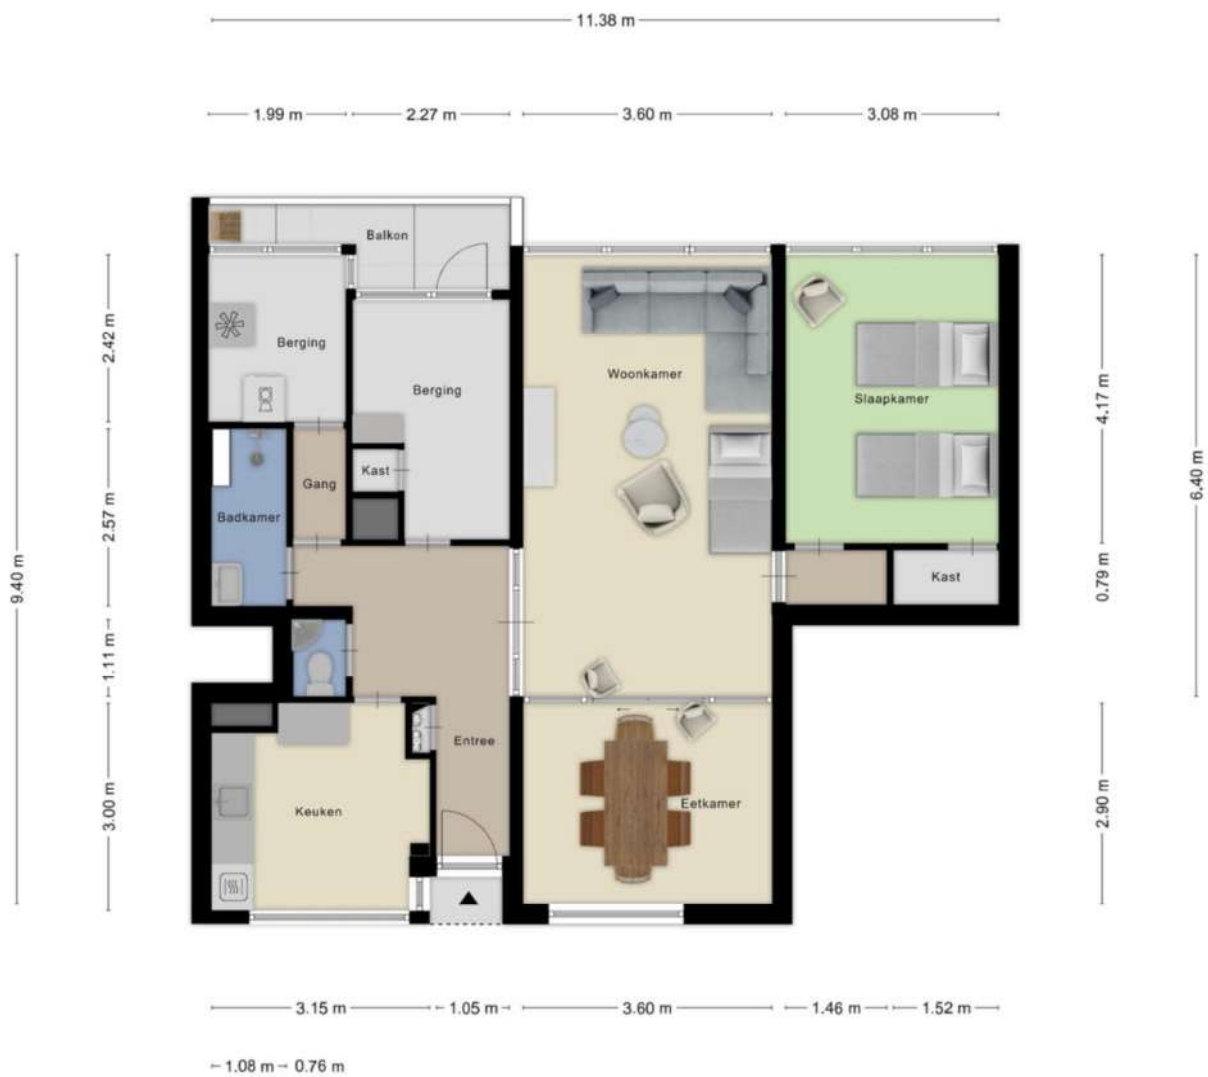 11.38 m
1.99 m
2.27 m
3.60 m
3.08 m
Balkon
Berging
Berging
Woonkamer
Slaapkamer
Kast
Gang
Badkamer
Kast
Entree
Keuken
Eetkamer
9.40 m
2.42 m
2.57 m
1.11 m
3.00 m
4.17 m
0.79 m
2.90 m
6.40 m
3.15 m
1.05 m
3.60 m
1.46 m
1.52 m
1.08 m
0.76 m